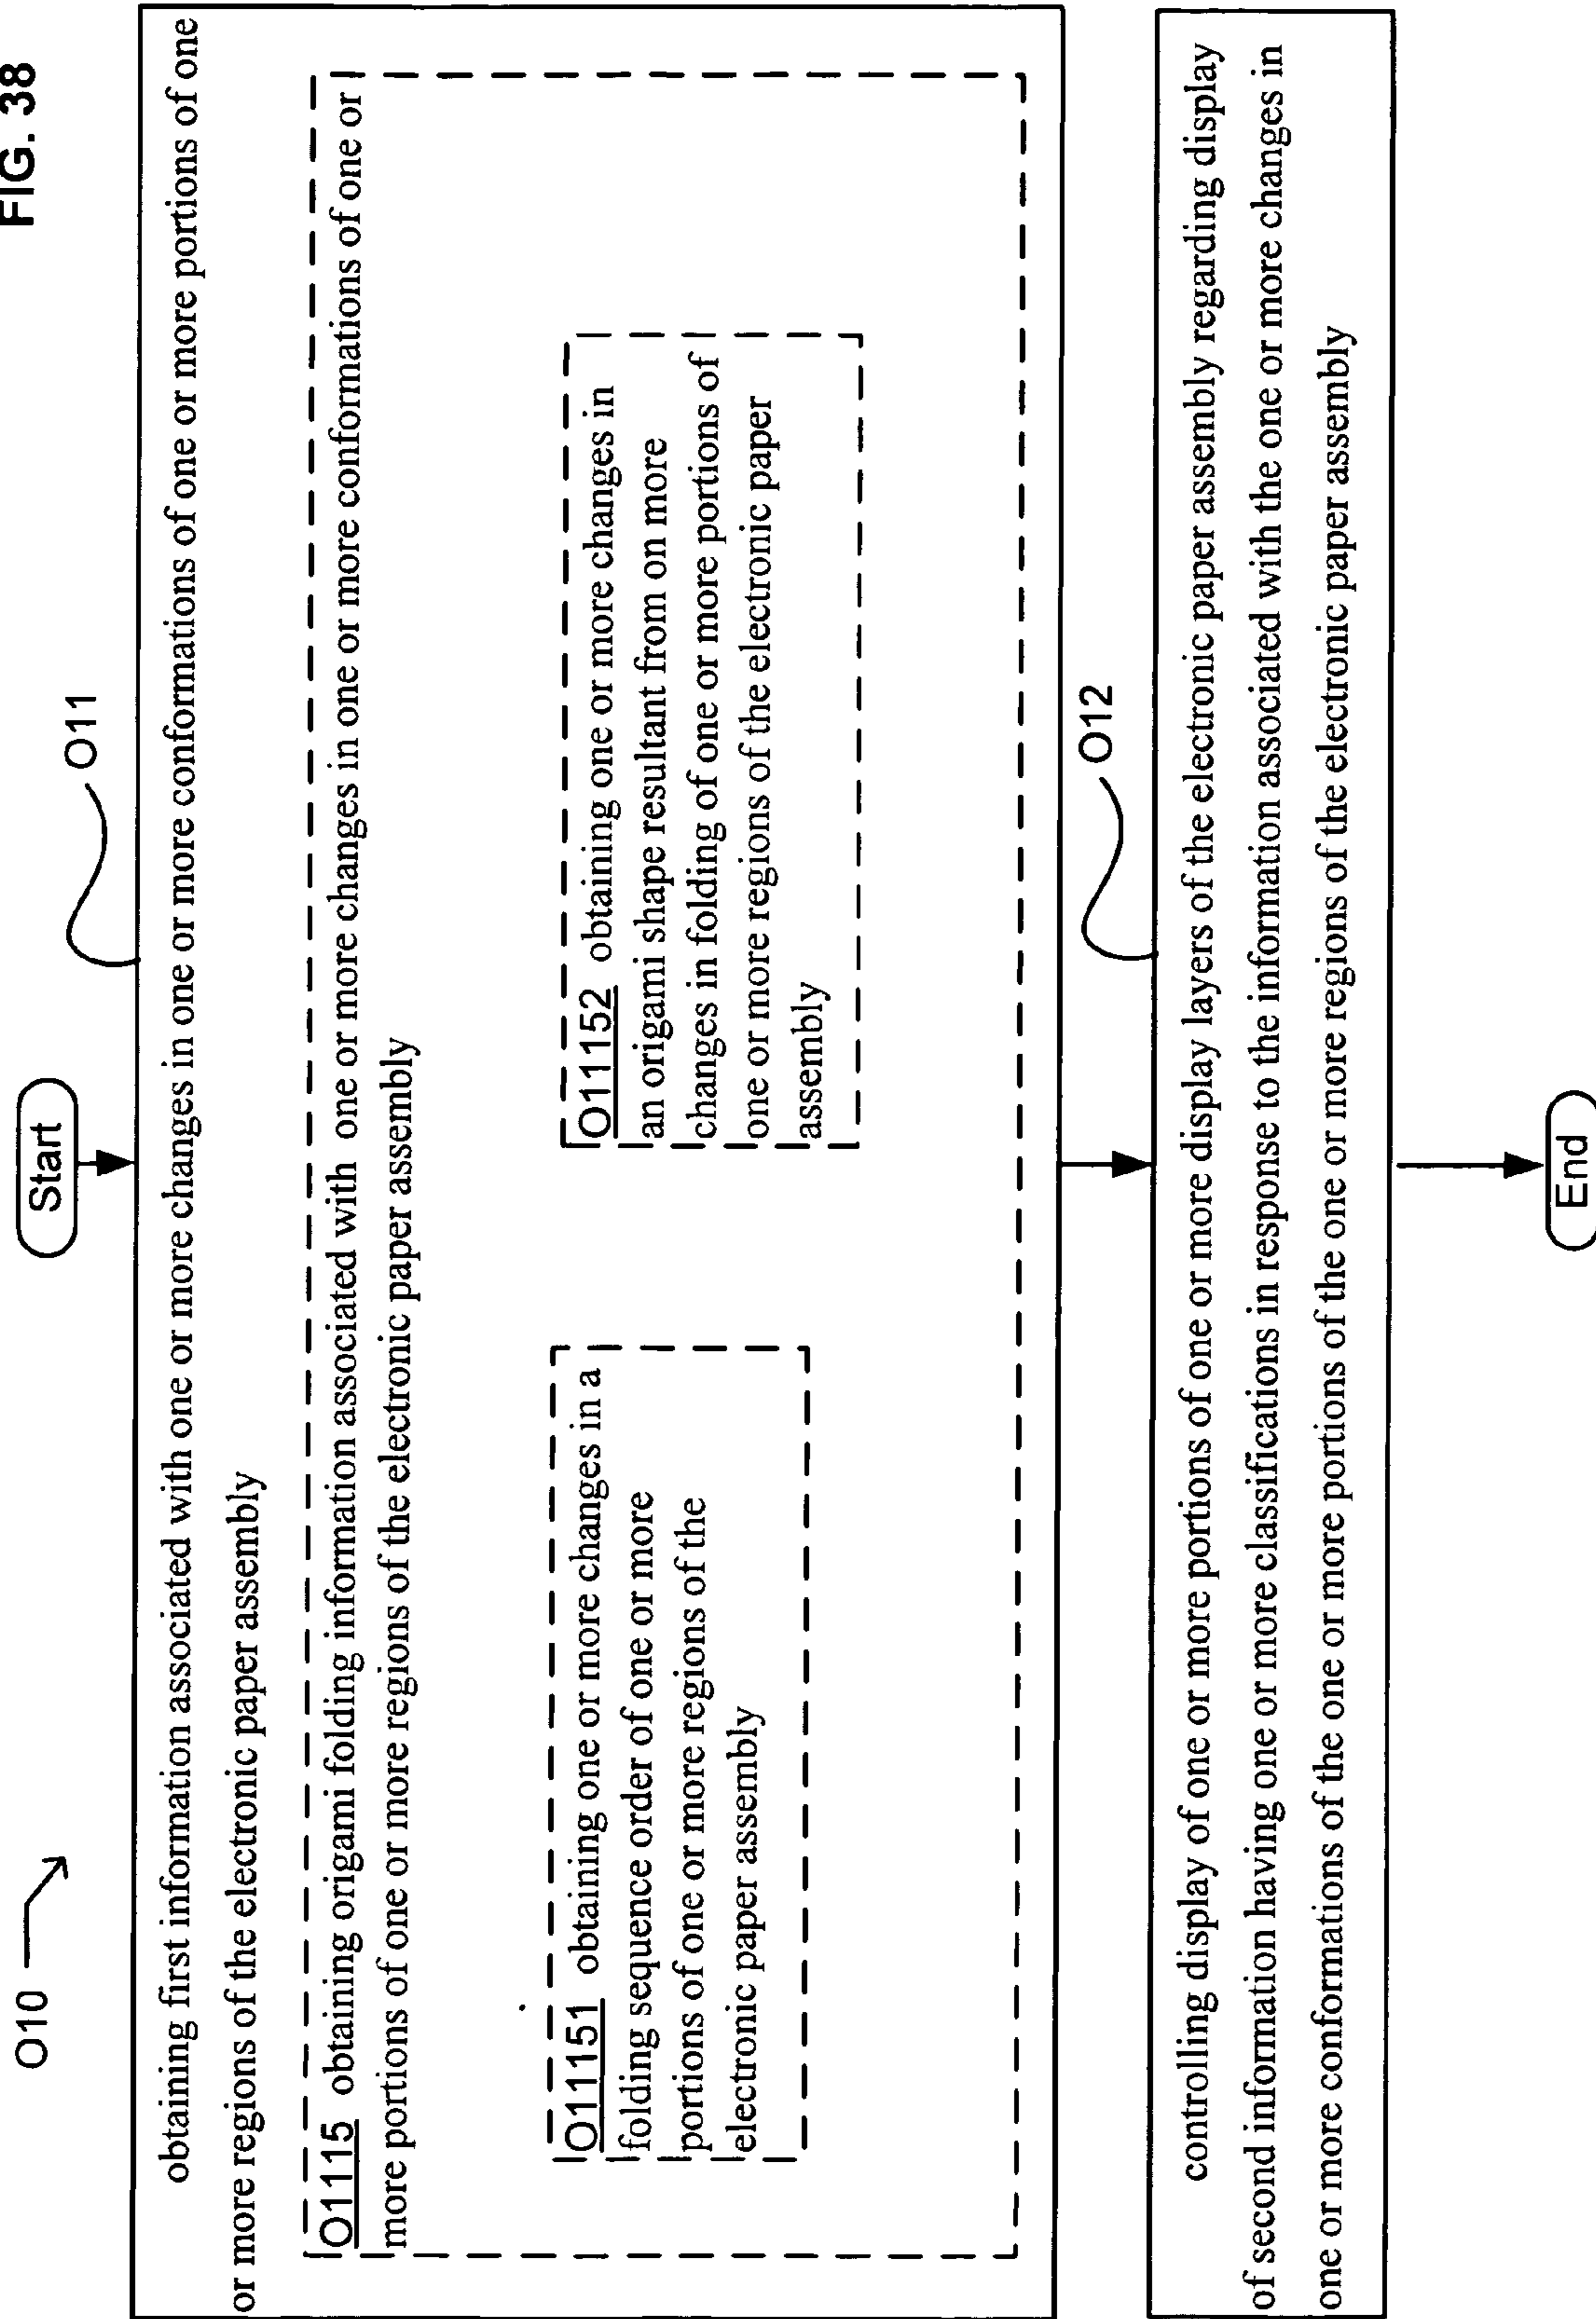 FIG. 38
O10
Start
O11
obtaining first information associated with one or more changes in one or more conformations of one or more portions of one
or more regions of the electronic paper assembly
O1115 obtaining origami folding information associated with one or more changes in one or more conformations of one or
more portions of one or more regions of the electronic paper assembly
O11151 obtaining one or more changes in a
folding sequence order of one or more
portions of one or more regions of the
electronic paper assembly
O11152 obtaining one or more changes in
an origami shape resultant from on more
changes in folding of one or more portions of
one or more regions of the electronic paper
assembly
O12
controlling display of one or more portions of one or more display layers of the electronic paper assembly regarding display
of second information having one or more classifications in response to the information associated with the one or more changes in
one or more conformations of the one or more portions of the one or more regions of the electronic paper assembly
End